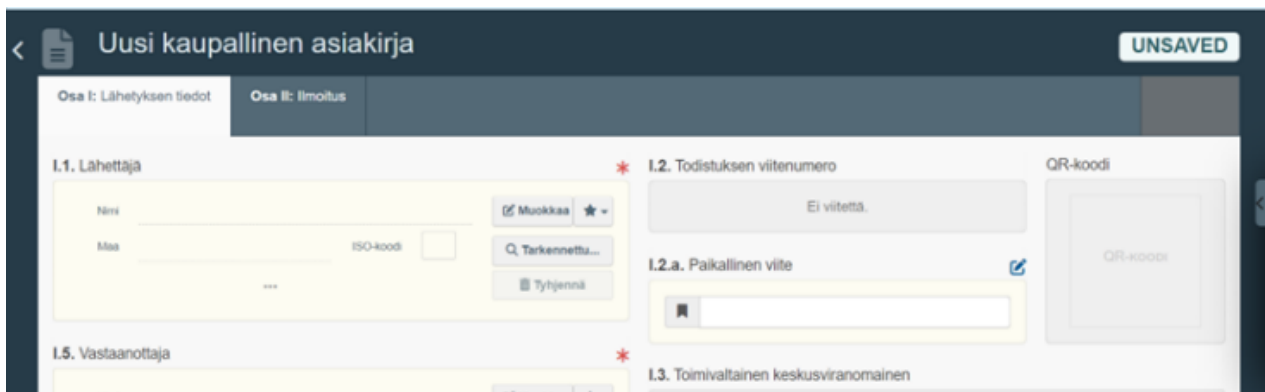 Uusi kaupallinen asiakirja
UNSAVED
Osa I: Lähetyksen tiedot
Osa II: Ilmoitus
I.1. Lähettäjä *
Nimi
Muokkaa
Maa
ISO-koodi
Tarkennettu...
...
Tyhjennä
I.5. Vastaanottaja *
I.2. Todistuksen viitenumero
Ei viitettä.
I.2.a. Paikallinen viite
I.3. Toimivaltainen keskusviranomainen
QR-koodi
QR-KOODI